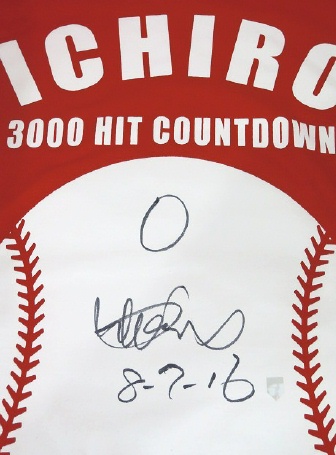 ICHIRO
3000 HIT COUNTDOWN
0
8-7-16